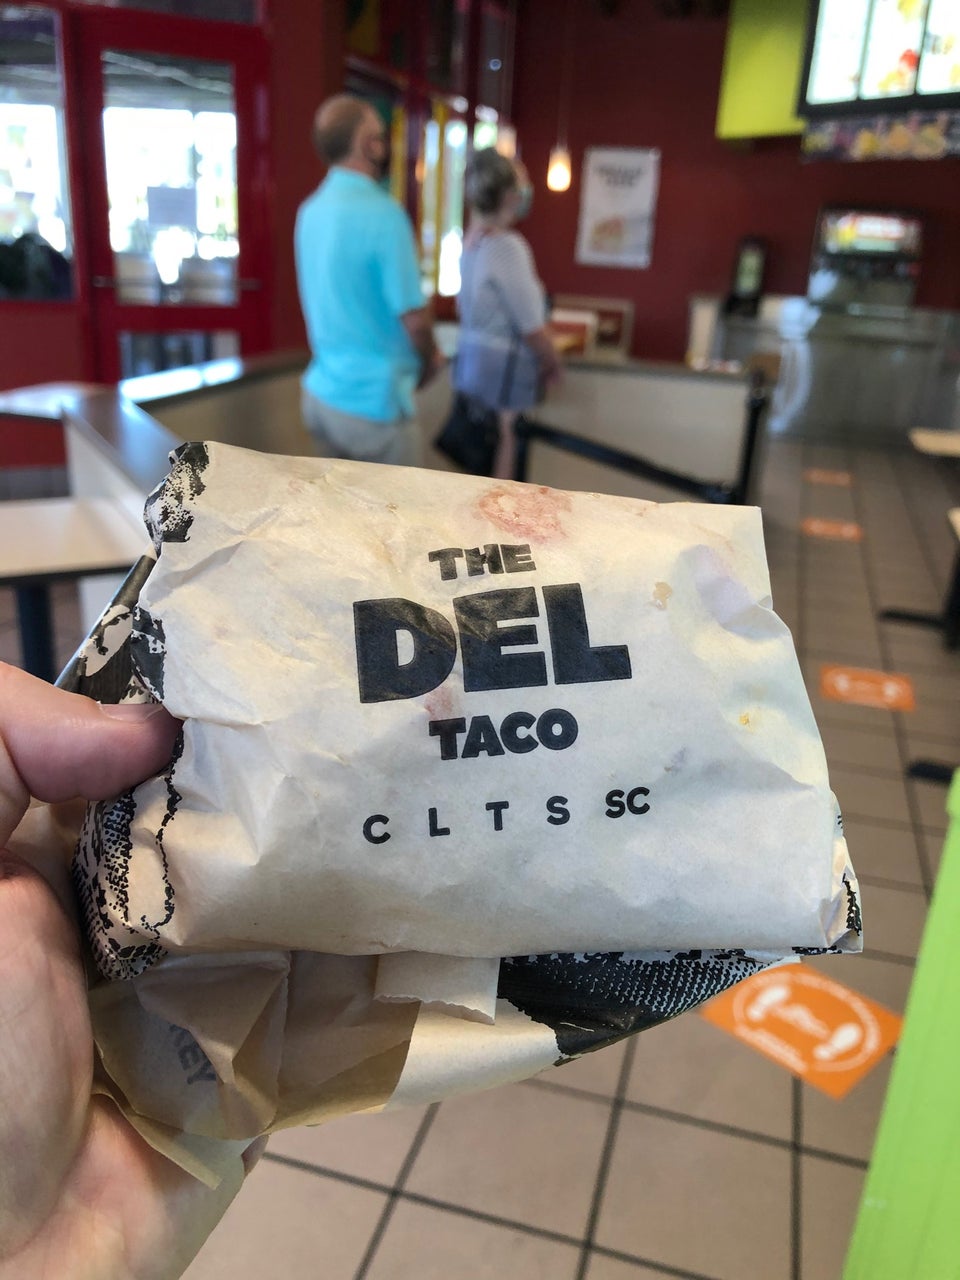 THE
DEL
TACO
C L T S SC